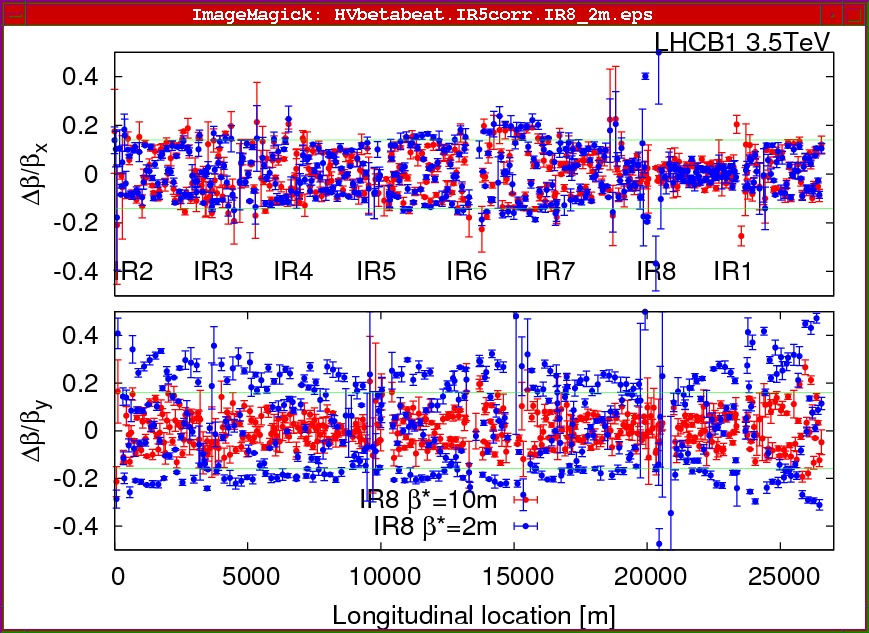 ImageMagick: HVbetabeat.IR5corr.IR8_2m.eps
LHCB1 3.5TeV
0.4
0.2
0
-0.2
-0.4
Δβ/βx
IR2 IR3 IR4 IR5 IR6 IR7 IR8 IR1
0.4
0.2
0
-0.2
-0.4
Δβ/βy
IR8 β*=10m
IR8 β*=2m
0 5000 10000 15000 20000 25000
Longitudinal location [m]